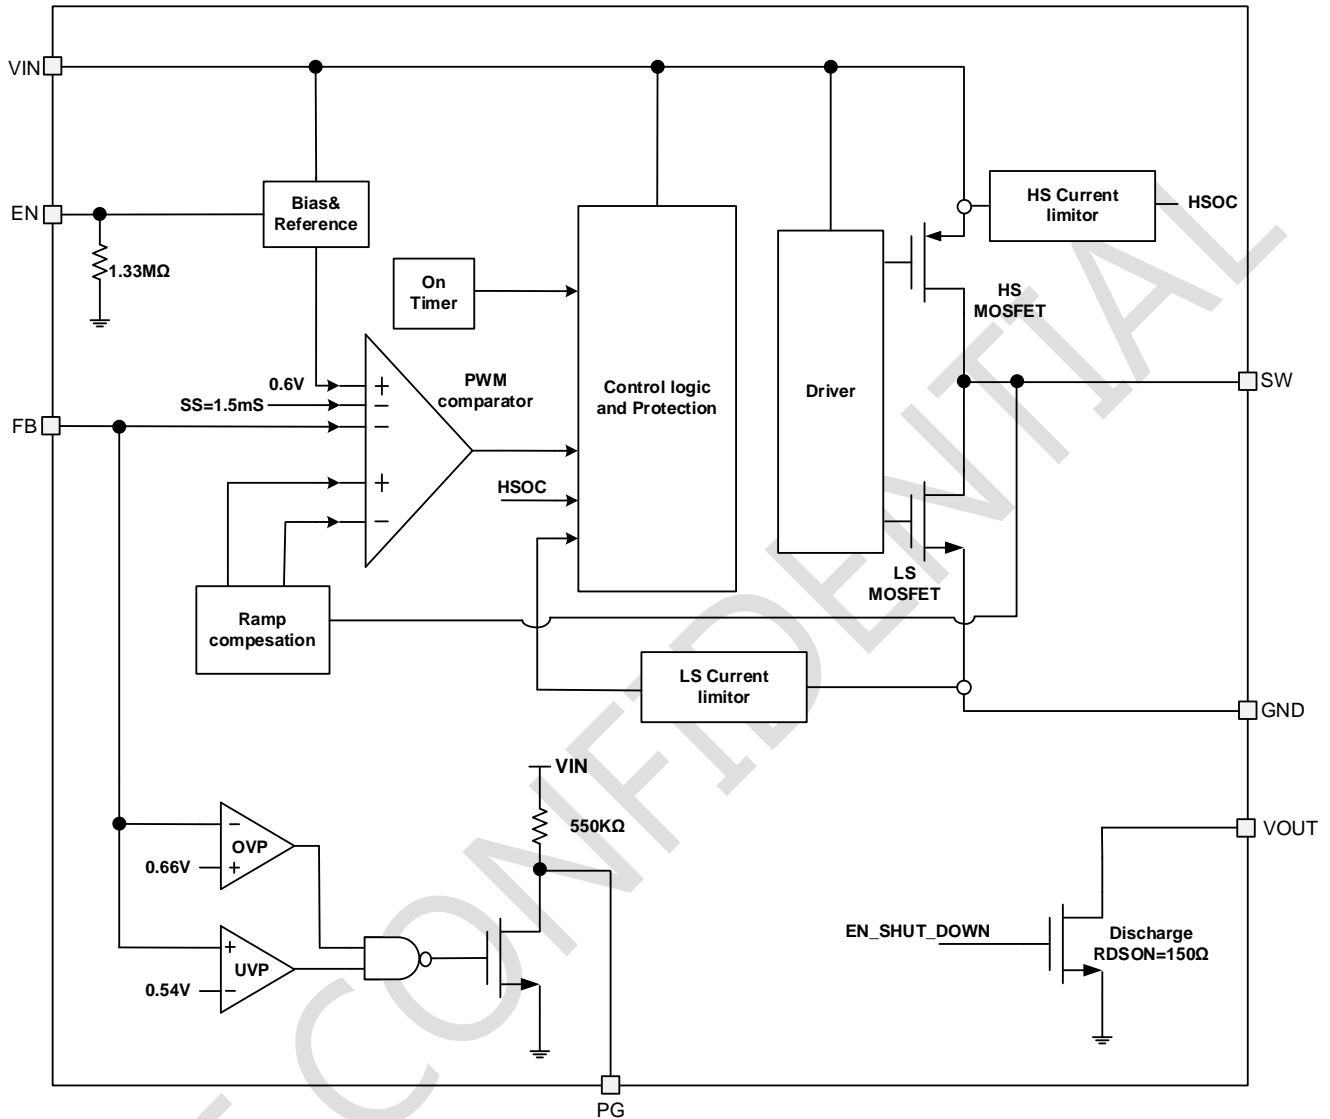 VIN
Bias&
Reference
EN
1.33MΩ
HS Current
limitor
HSOC
On
Timer
HS
MOSFET
0.6V
+
SS=1.5mS
−
PWM
comparator
Control logic
and Protection
Driver
SW
FB
−
+
HSOC
−
LS
MOSFET
Ramp
compesation
LS Current
limitor
GND
VIN
550KΩ
VOUT
−
OVP
0.66V
+
EN_SHUT_DOWN
Discharge
RDSON=150Ω
+
UVP
0.54V
−
PG
CONFIDENTIAL